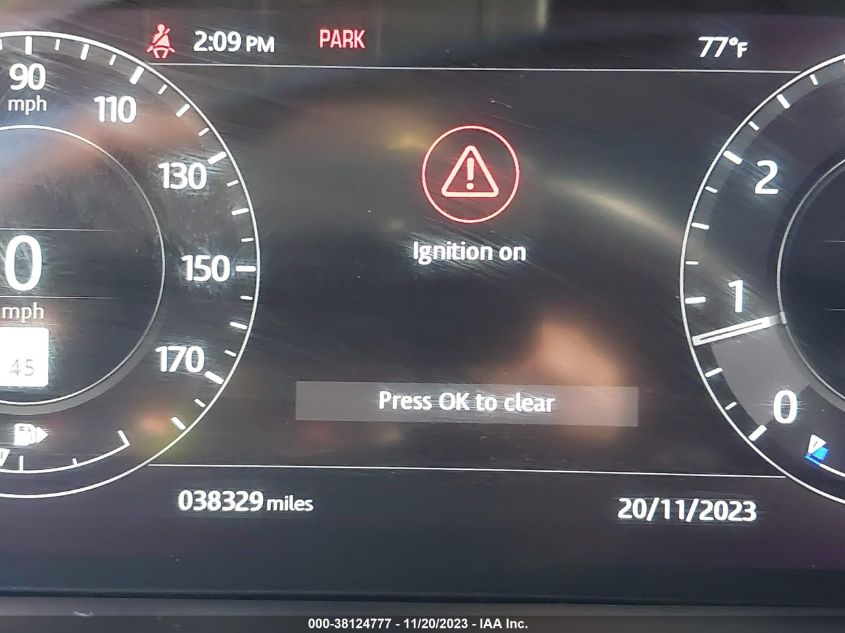 2:09 PM PARK 77°F
90
mph
110
130
150
170
0
mph
45
Ignition on
Press OK to clear
2
1
0
038329 miles 20/11/2023
000-38124777 - 11/20/2023 - IAA Inc.